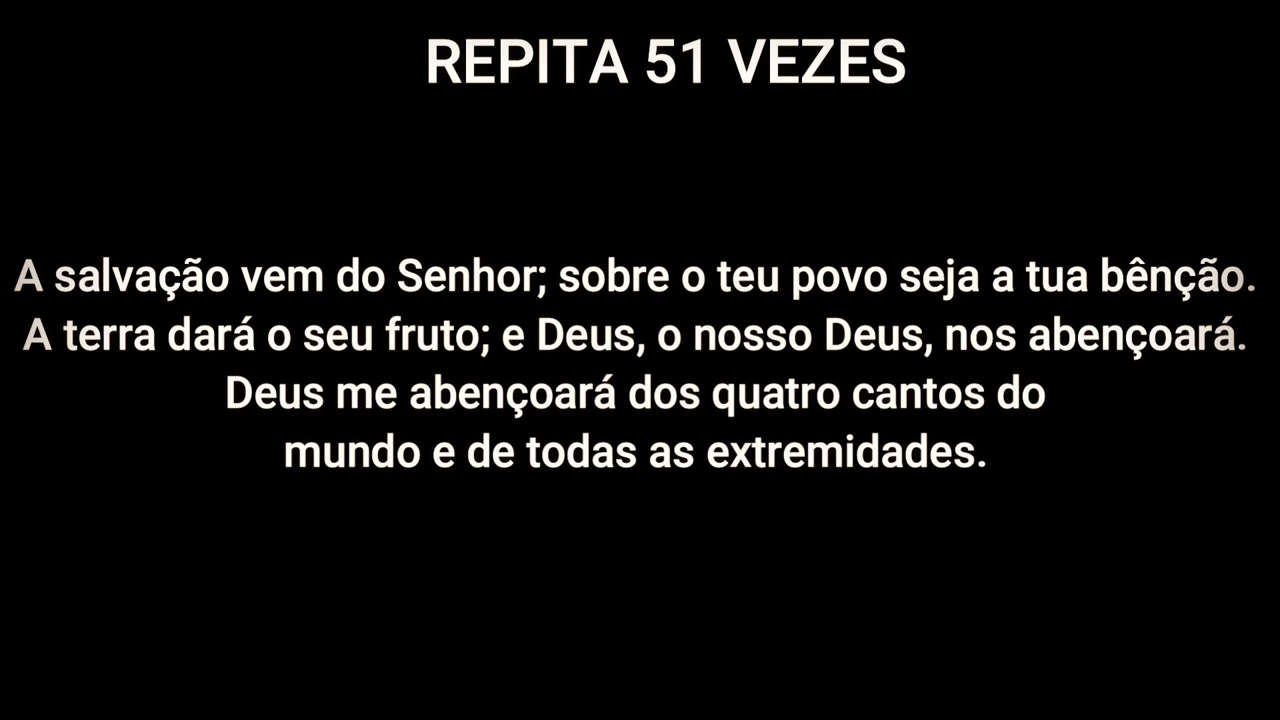 REPITA 51 VEZES
A salvação vem do Senhor; sobre o teu povo seja a tua bênção.
A terra dará o seu fruto; e Deus, o nosso Deus, nos abençoará.
Deus me abençoará dos quatro cantos do
mundo e de todas as extremidades.